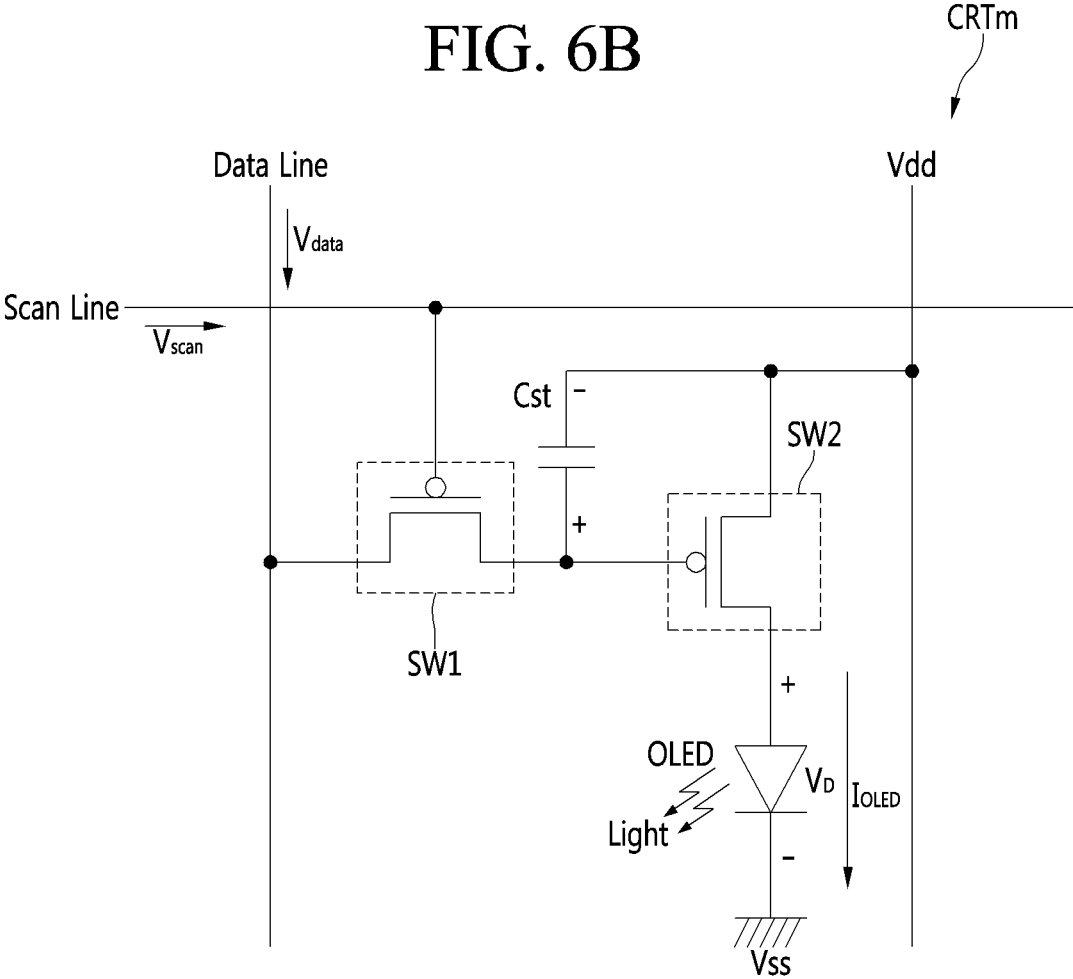 FIG. 6B
CRTm
Data Line
Vdd
Vdata
Scan Line
Vscan
Cst
−
SW2
+
SW1
+
OLED
VD
IOLED
Light
−
Vss